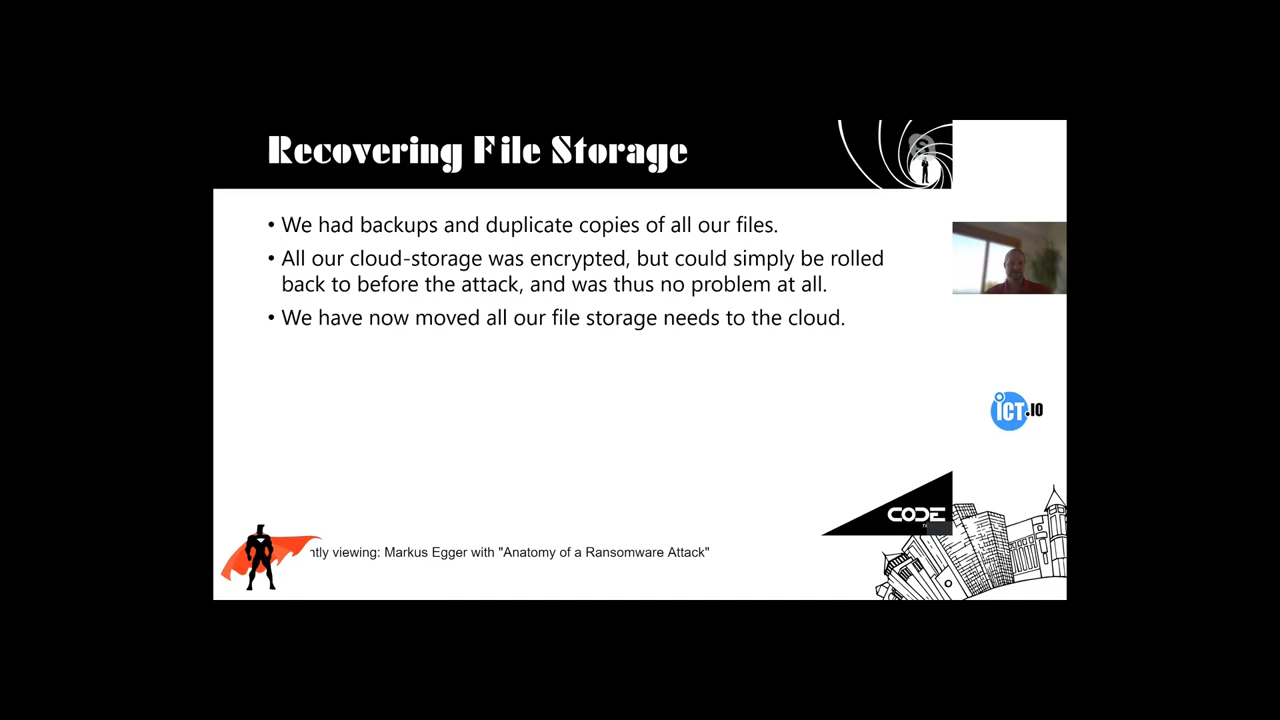 Recovering File Storage
• We had backups and duplicate copies of all our files.
• All our cloud-storage was encrypted, but could simply be rolled
back to before the attack, and was thus no problem at all.
• We have now moved all our file storage needs to the cloud.
ICT.IO
CODE
ntly viewing: Markus Egger with "Anatomy of a Ransomware Attack"